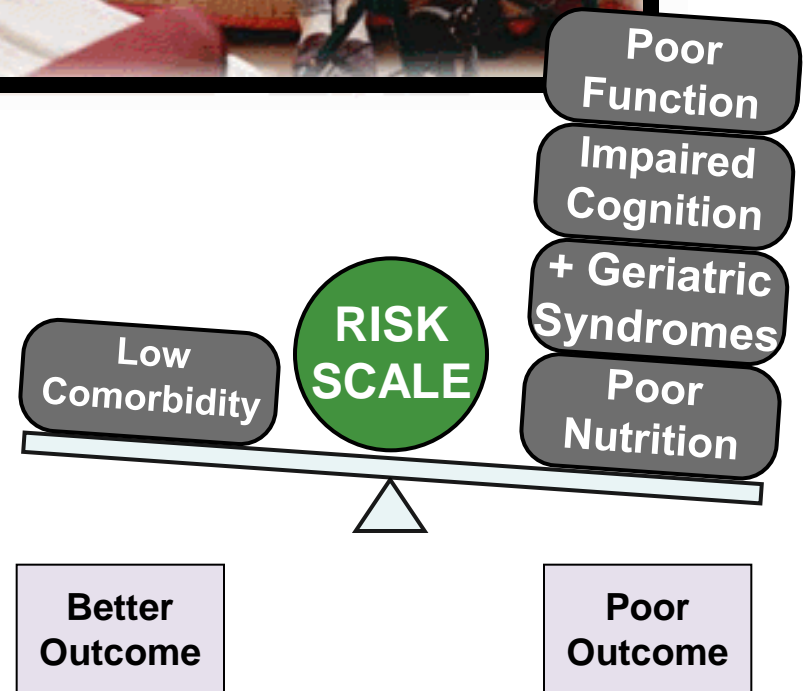 Poor
Function
Impaired
Cognition
+ Geriatric
Syndromes
Poor
Nutrition
Low
Comorbidity
RISK
SCALE
Better
Outcome
Poor
Outcome